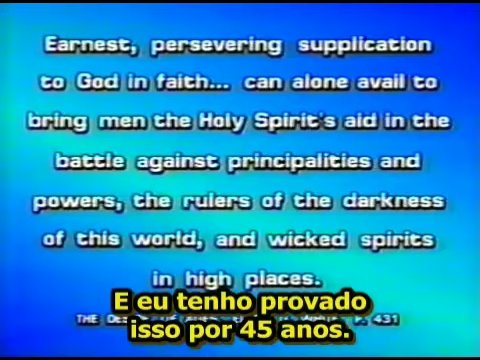 Earnest, persevering supplication
to God in faith... can alone avail to
bring men the Holy Spirit's aid in the
battle against principalities and
powers, the rulers of the darkness
of this world, and wicked spirits
in high places.
E eu tenho provado
THE P. 431
isso por 45 anos.